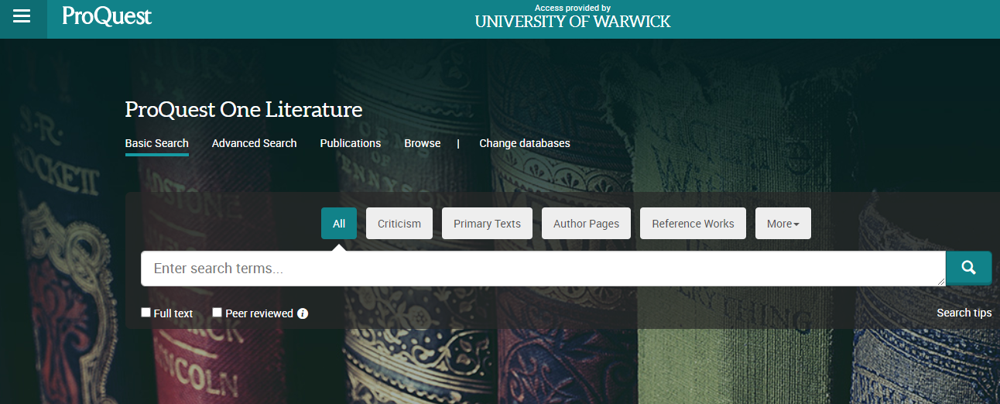 ProQuest
Access provided by
UNIVERSITY OF WARWICK
ProQuest One Literature
Basic Search Advanced Search Publications Browse | Change databases
All Criticism Primary Texts Author Pages Reference Works More
Enter search terms...
Full text Peer reviewed i Search tips
S.R.
LINCOLN